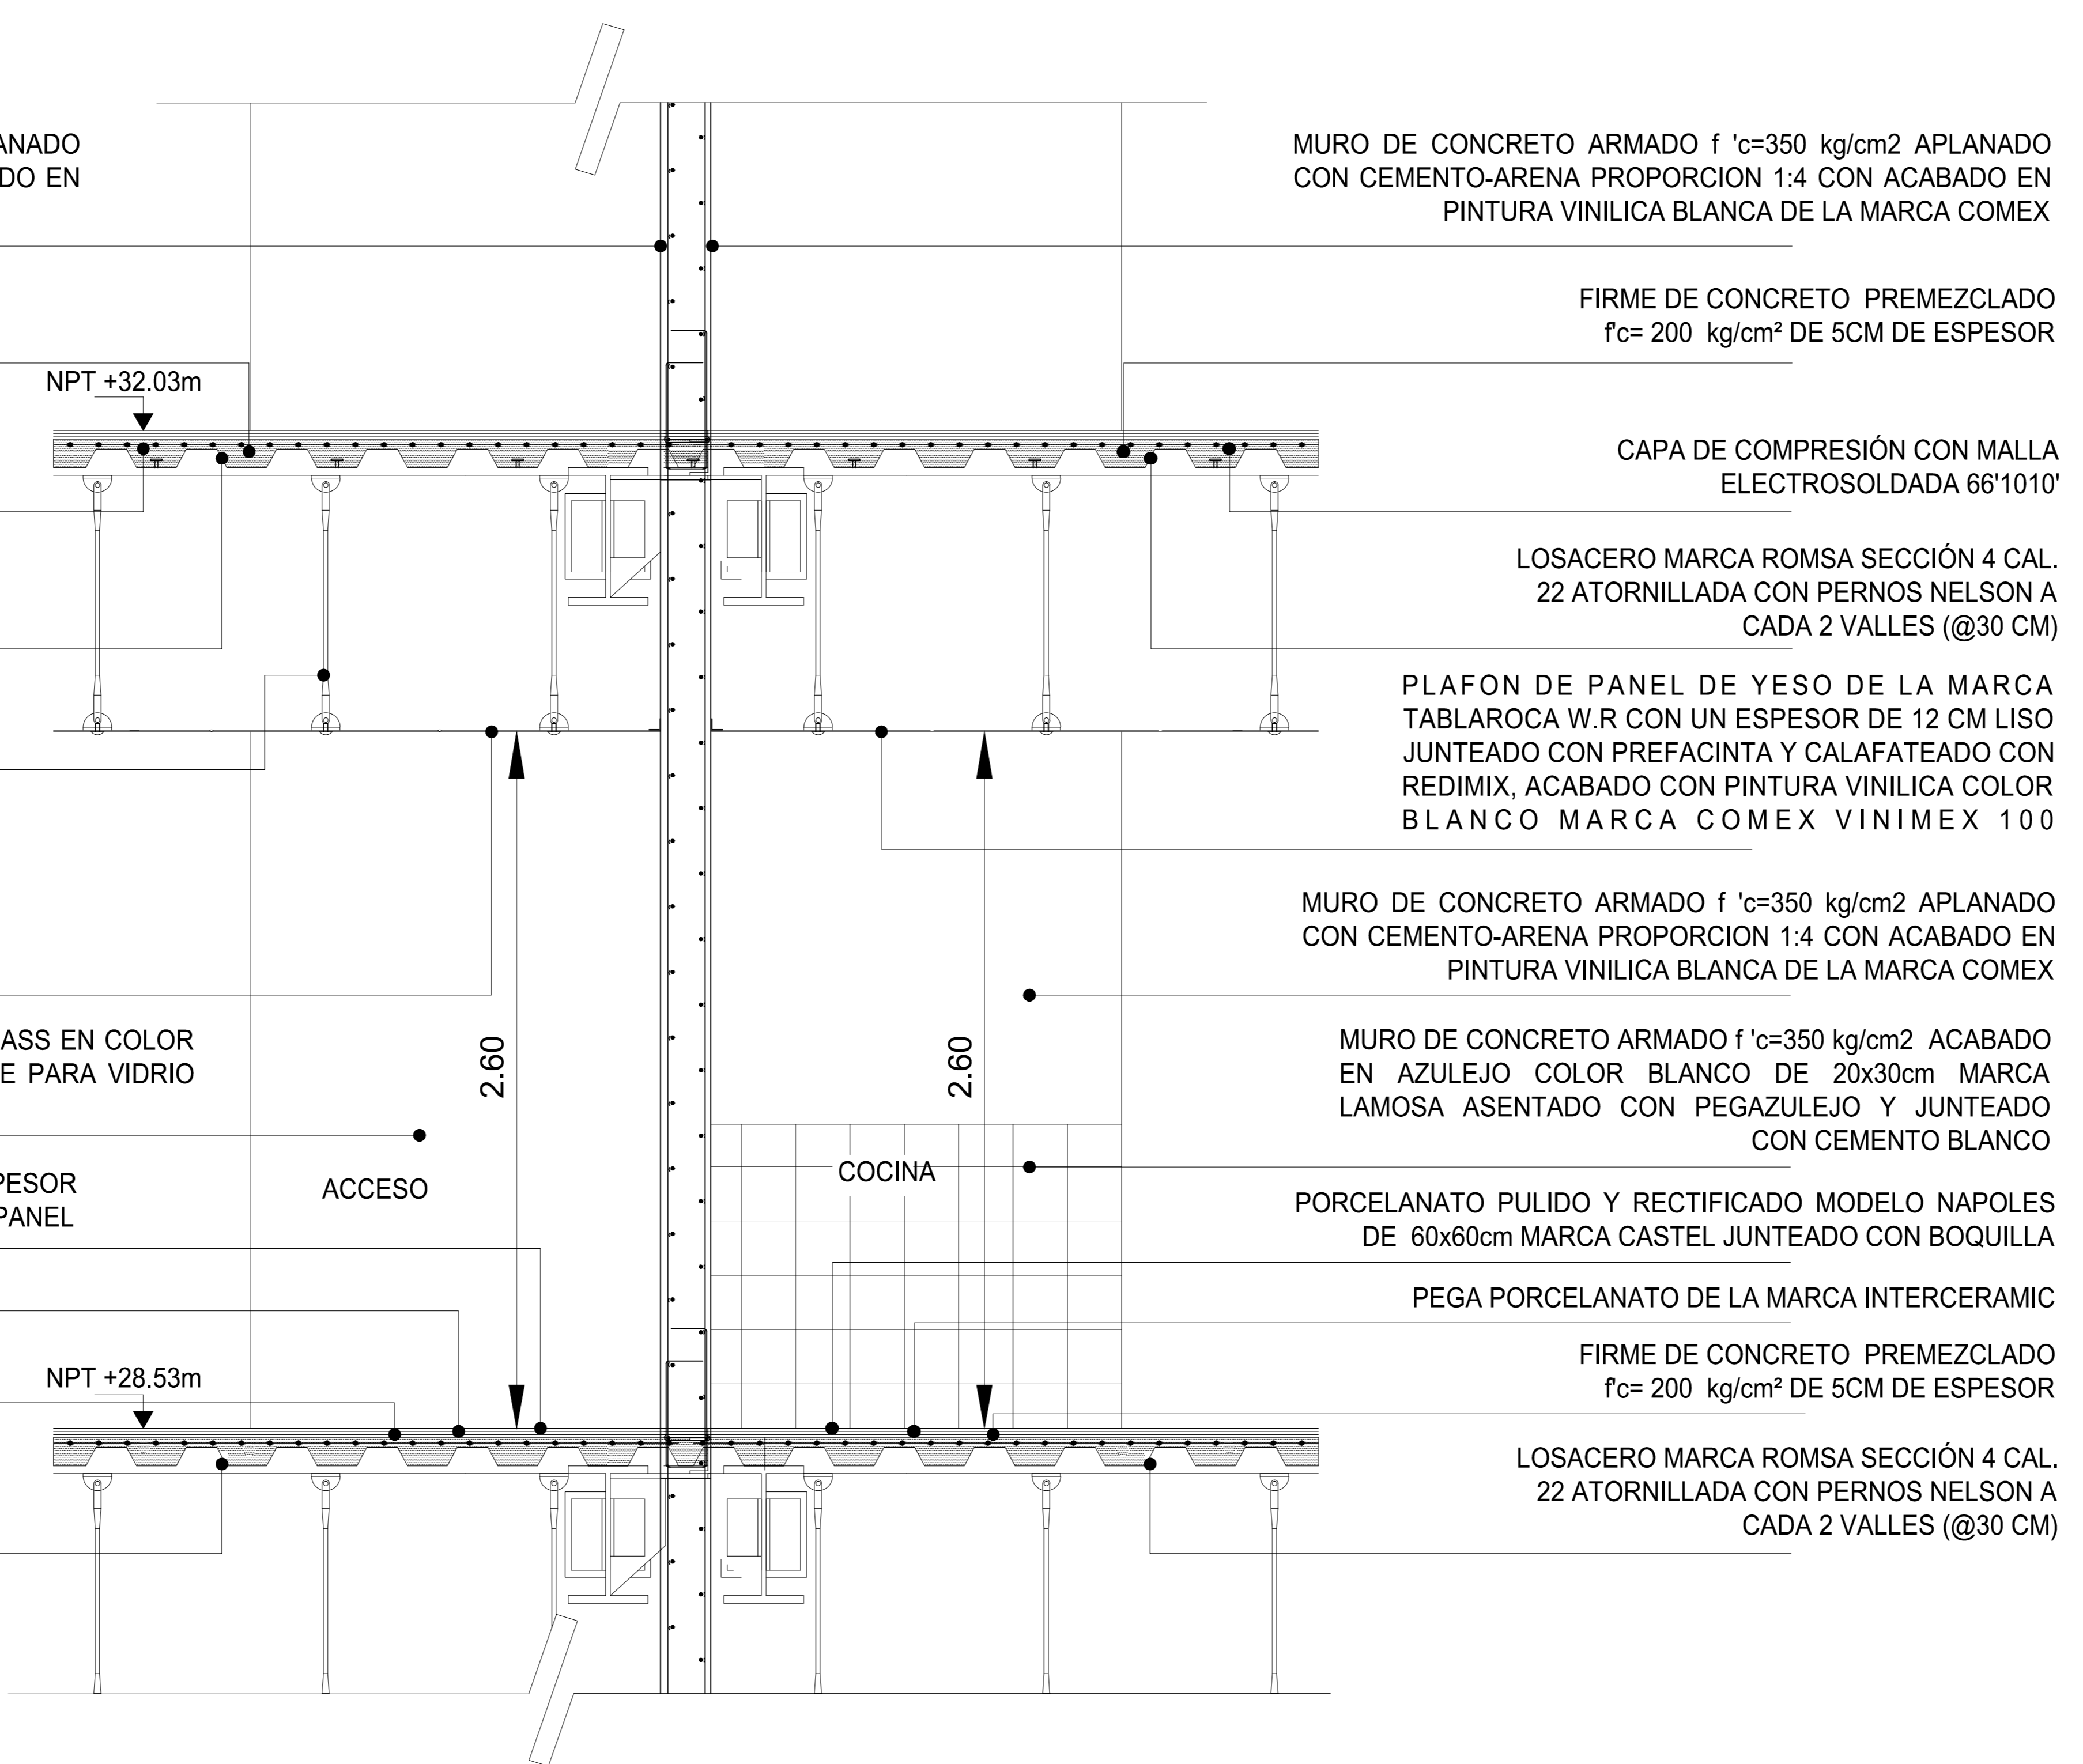 ANADO
DO EN
NPT +32.03m
2.60
ASS EN COLOR
E PARA VIDRIO
ACCESO
PESOR
PANEL
NPT +28.53m
2.60
COCINA
MURO DE CONCRETO ARMADO f 'c=350 kg/cm2 APLANADO
CON CEMENTO-ARENA PROPORCION 1:4 CON ACABADO EN
PINTURA VINILICA BLANCA DE LA MARCA COMEX
FIRME DE CONCRETO PREMEZCLADO
f'c= 200 kg/cm² DE 5CM DE ESPESOR
CAPA DE COMPRESIÓN CON MALLA
ELECTROSOLDADA 66'1010'
LOSACERO MARCA ROMSA SECCIÓN 4 CAL.
22 ATORNILLADA CON PERNOS NELSON A
CADA 2 VALLES (@30 CM)
PLAFON DE PANEL DE YESO DE LA MARCA
TABLAROCA W.R CON UN ESPESOR DE 12 CM LISO
JUNTEADO CON PREFACINTA Y CALAFATEADO CON
REDIMIX, ACABADO CON PINTURA VINILICA COLOR
BLANCO MARCA COMEX VINIMEX 100
MURO DE CONCRETO ARMADO f 'c=350 kg/cm2 APLANADO
CON CEMENTO-ARENA PROPORCION 1:4 CON ACABADO EN
PINTURA VINILICA BLANCA DE LA MARCA COMEX
MURO DE CONCRETO ARMADO f 'c=350 kg/cm2 ACABADO
EN AZULEJO COLOR BLANCO DE 20x30cm MARCA
LAMOSA ASENTADO CON PEGAZULEJO Y JUNTEADO
CON CEMENTO BLANCO
PORCELANATO PULIDO Y RECTIFICADO MODELO NAPOLES
DE 60x60cm MARCA CASTEL JUNTEADO CON BOQUILLA
PEGA PORCELANATO DE LA MARCA INTERCERAMIC
FIRME DE CONCRETO PREMEZCLADO
f'c= 200 kg/cm² DE 5CM DE ESPESOR
LOSACERO MARCA ROMSA SECCIÓN 4 CAL.
22 ATORNILLADA CON PERNOS NELSON A
CADA 2 VALLES (@30 CM)